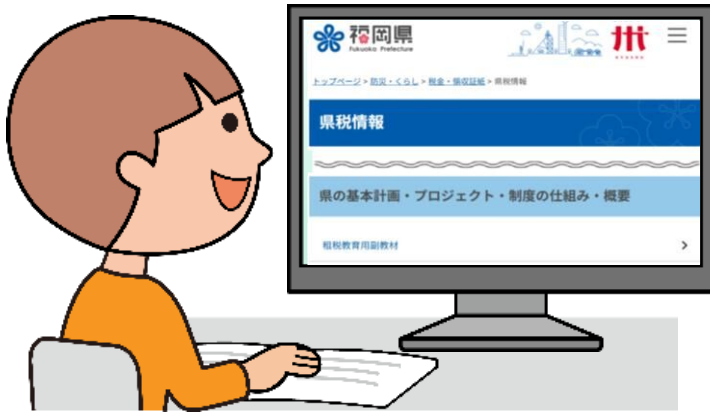 福岡県
Fukuoka Prefecture
トップページ > 防災・くらし > 税金・領収証紙 > 県税情報
県税情報
県の基本計画・プロジェクト・制度の仕組み・概要
租税教育用副教材